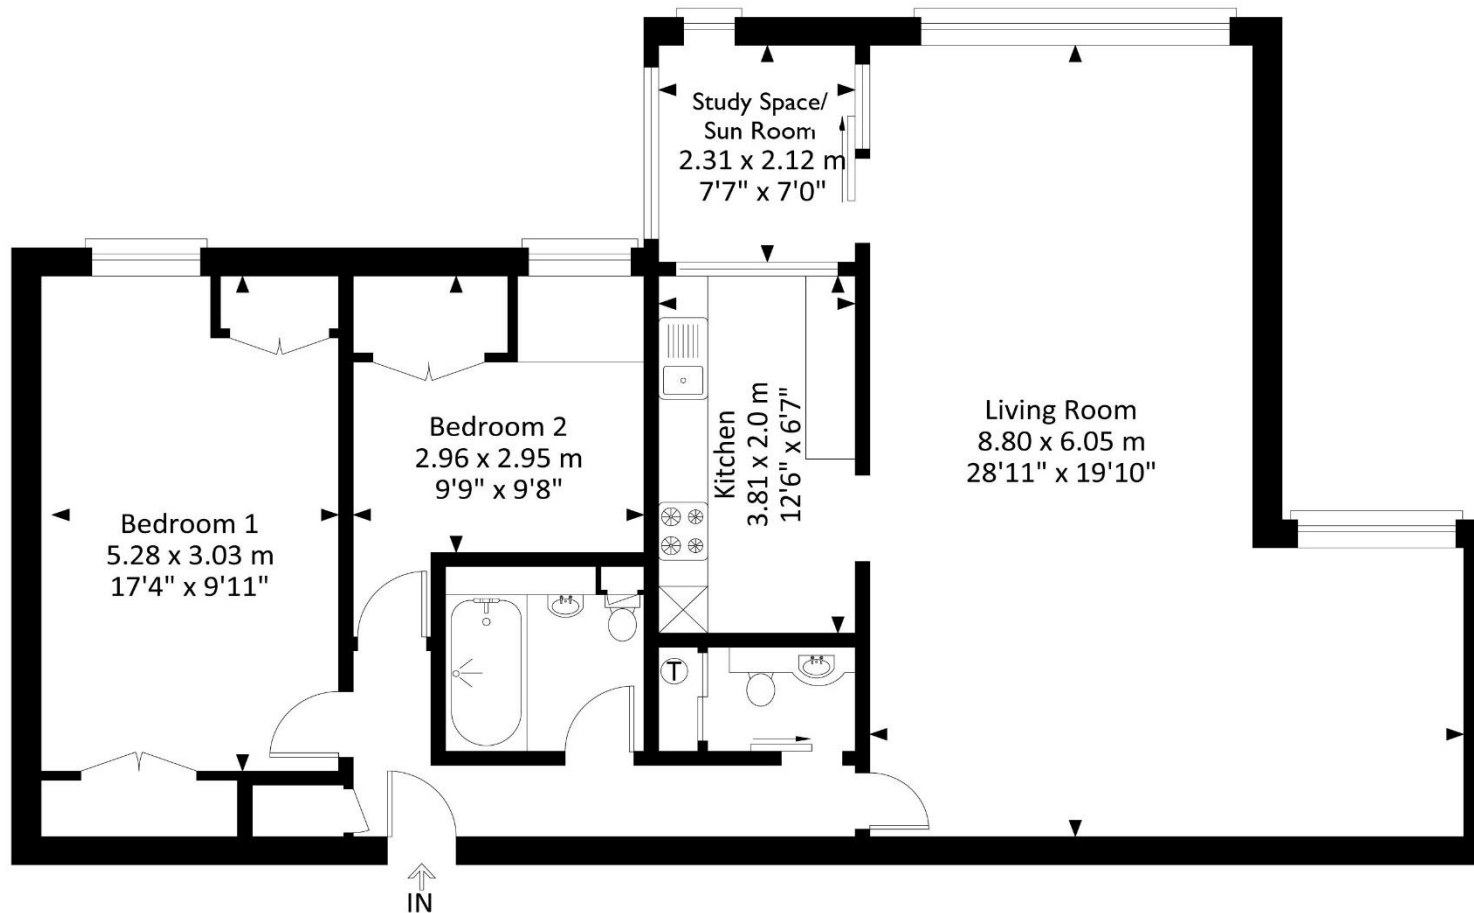 Study Space/
Sun Room
2.31 x 2.12 m
7'7" x 7'0"
Bedroom 1
5.28 x 3.03 m
17'4" x 9'11"
Bedroom 2
2.96 x 2.95 m
9'9" x 9'8"
Kitchen
3.81 x 2.0 m
12'6" x 6'7"
Living Room
8.80 x 6.05 m
28'11" x 19'10"
T
IN